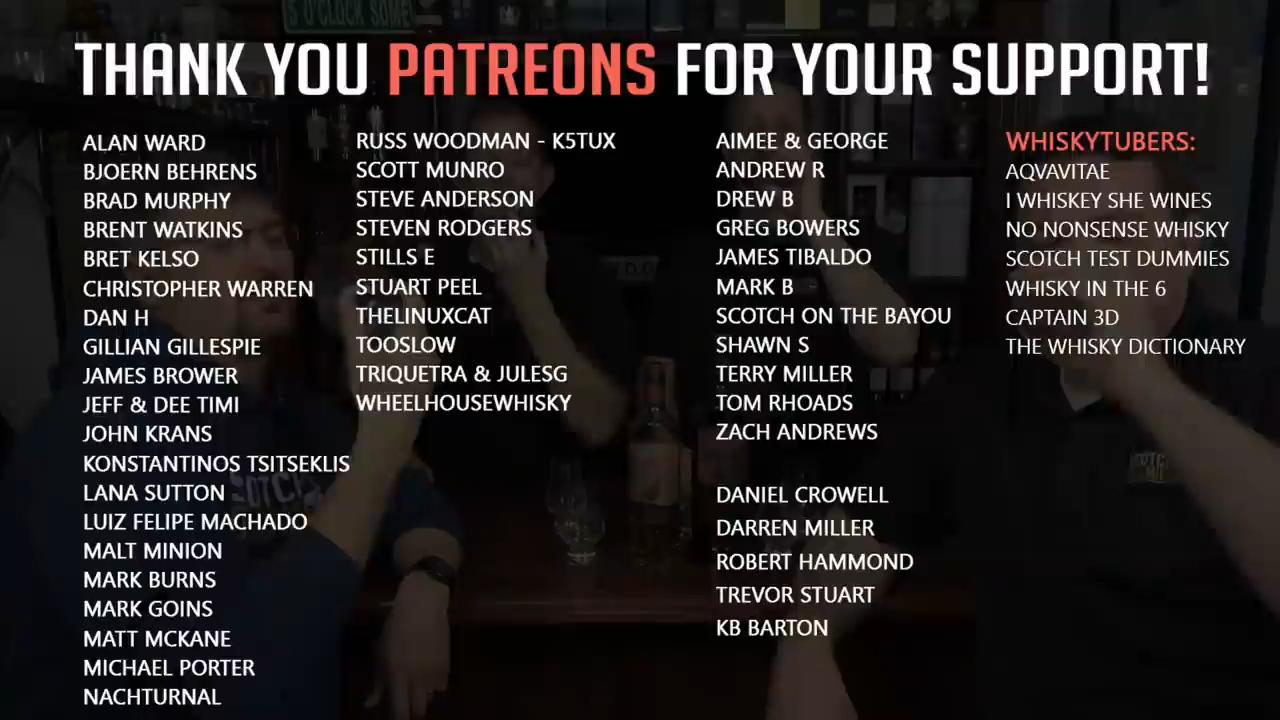 S O'CLOCK SOME
THANK YOU PATREONS FOR YOUR SUPPORT!
ALAN WARD
BJOERN BEHRENS
BRAD MURPHY
BRENT WATKINS
BRET KELSO
CHRISTOPHER WARREN
DAN H
GILLIAN GILLESPIE
JAMES BROWER
JEFF & DEE TIMI
JOHN KRANS
KONSTANTINOS TSITSEKLIS
LANA SUTTON
LUIZ FELIPE MACHADO
MALT MINION
MARK BURNS
MARK GOINS
MATT MCKANE
MICHAEL PORTER
NACHTURNAL
RUSS WOODMAN - K5TUX
SCOTT MUNRO
STEVE ANDERSON
STEVEN RODGERS
STILLS E
STUART PEEL
THELINUXCAT
TOOSLOW
TRIQUETRA & JULESG
WHEELHOUSEWHISKY
AIMEE & GEORGE
ANDREW R
DREW B
GREG BOWERS
JAMES TIBALDO
MARK B
SCOTCH ON THE BAYOU
SHAWN S
TERRY MILLER
TOM RHOADS
ZACH ANDREWS
DANIEL CROWELL
DARREN MILLER
ROBERT HAMMOND
TREVOR STUART
KB BARTON
WHISKYTUBERS:
AQVAVITAE
I WHISKEY SHE WINES
NO NONSENSE WHISKY
SCOTCH TEST DUMMIES
WHISKY IN THE 6
CAPTAIN 3D
THE WHISKY DICTIONARY